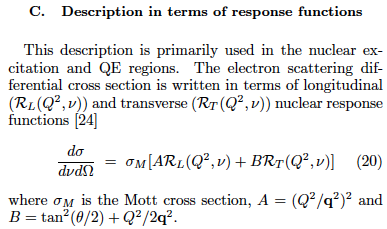 C. Description in terms of response functions
This description is primarily used in the nuclear ex-
citation and QE regions. The electron scattering dif-
ferential cross section is written in terms of longitudinal
(R_L(Q², ν)) and transverse (R_T(Q², ν)) nuclear response
functions [24]
dσ/dνdΩ = σ_M[AR_L(Q², ν) + BR_T(Q², ν)] (20)
where σ_M is the Mott cross section, A = (Q²/q²)² and
B = tan²(θ/2) + Q²/2q².